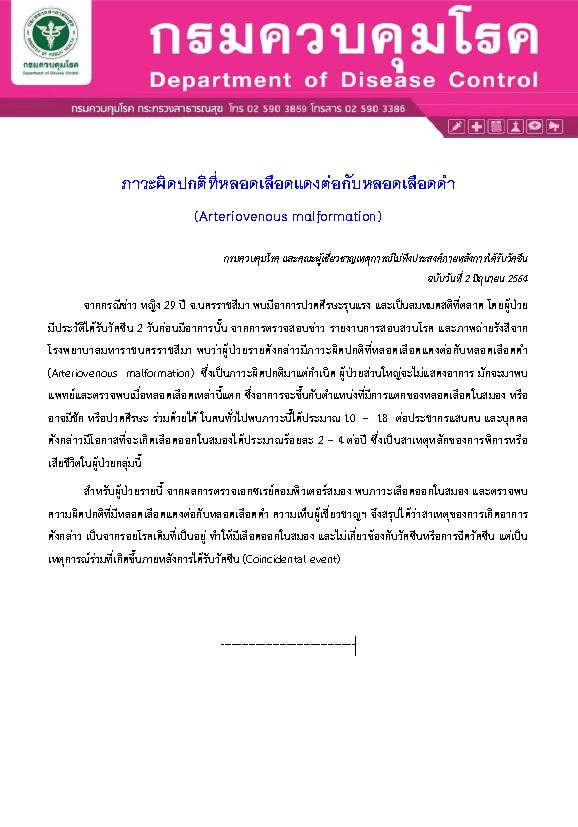 กรมควบคุมโรค
Department of Disease Control
MINISTRY OF PUBLIC HEALTH
กรมควบคุมโรค
Department of Disease Control
กรมควบคุมโรค กระทรวงสาธารณสุข โทร 02 590 3859 โทรสาร 02 590 3386
ภาวะผิดปกติที่หลอดเลือดแดงต่อกับหลอดเลือดดำ
(Arteriovenous malformation)
กรมควบคุมโรค และคณะผู้เชี่ยวชาญเหตุการณ์ไม่พึงประสงค์ภายหลังการได้รับวัคซีน
ฉบับวันที่ 2 มิถุนายน 2564
จากกรณีข่าว หญิง 29 ปี จ.นครราชสีมา พบมีอาการปวดศีรษะรุนแรง และเป็นลมหมดสติที่ตลาด โดยผู้ป่วย
มีประวัติได้รับวัคซีน 2 วันก่อนมีอาการนั้น จากการตรวจสอบข่าว รายงานการสอบสวนโรค และภาพถ่ายรังสีจาก
โรงพยาบาลมหาราชนครราชสีมา พบว่าผู้ป่วยรายดังกล่าวมีภาวะผิดปกติที่หลอดเลือดแดงต่อกับหลอดเลือดดำ
(Arteriovenous malformation) ซึ่งเป็นภาวะผิดปกติมาแต่กำเนิด ผู้ป่วยส่วนใหญ่จะไม่แสดงอาการ มักจะมาพบ
แพทย์และตรวจพบเมื่อหลอดเลือดเหล่านี้แตก ซึ่งอาการจะขึ้นกับตำแหน่งที่มีการแตกของหลอดเลือดในสมอง หรือ
อาจมีชัก หรือปวดศีรษะ ร่วมด้วยได้ ในคนทั่วไปพบภาวะนี้ได้ประมาณ 1.0 – 1.8 ต่อประชากรแสนคน และบุคคล
ดังกล่าวมีโอกาสที่จะเกิดเลือดออกในสมองได้ประมาณร้อยละ 2 – 4 ต่อปี ซึ่งเป็นสาเหตุหลักของการพิการหรือ
เสียชีวิตในผู้ป่วยกลุ่มนี้
สำหรับผู้ป่วยรายนี้ จากผลการตรวจเอกซเรย์คอมพิวเตอร์สมอง พบภาวะเลือดออกในสมอง และตรวจพบ
ความผิดปกติที่มีหลอดเลือดแดงต่อกับหลอดเลือดดำ ความเห็นผู้เชี่ยวชาญฯ จึงสรุปได้ว่าสาเหตุของการเกิดอาการ
ดังกล่าว เป็นจากรอยโรคเดิมที่เป็นอยู่ ทำให้มีเลือดออกในสมอง และไม่เกี่ยวข้องกับวัคซีนหรือการฉีดวัคซีน แต่เป็น
เหตุการณ์ร่วมที่เกิดขึ้นภายหลังการได้รับวัคซีน (Coincidental event)